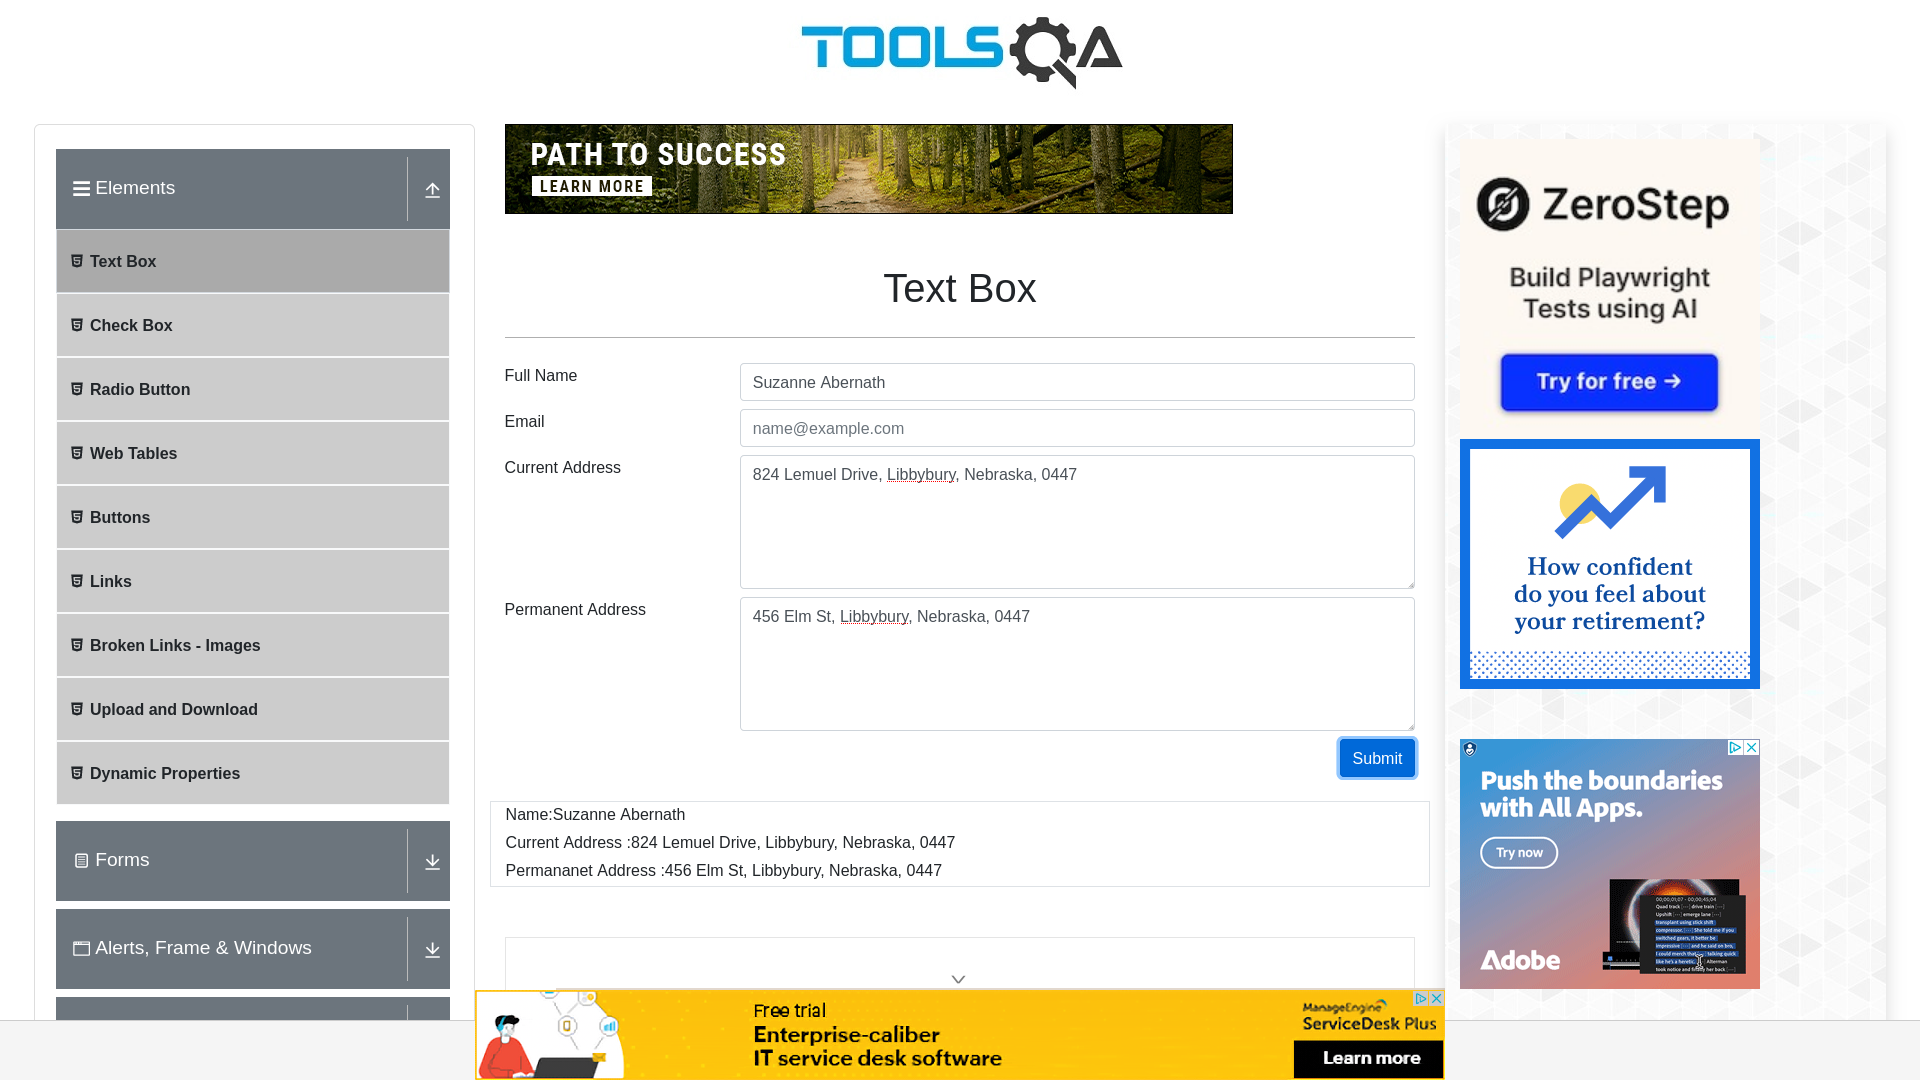 TOOLSQA
PATH TO SUCCESS
LEARN MORE
Elements
Text Box
Check Box
Radio Button
Web Tables
Buttons
Links
Broken Links - Images
Upload and Download
Dynamic Properties
Forms
Alerts, Frame & Windows
Text Box
Full Name
Suzanne Abernath
Email
name@example.com
Current Address
824 Lemuel Drive, Libbybury, Nebraska, 0447
Permanent Address
456 Elm St, Libbybury, Nebraska, 0447
Submit
Name:Suzanne Abernath
Current Address :824 Lemuel Drive, Libbybury, Nebraska, 0447
Permananet Address :456 Elm St, Libbybury, Nebraska, 0447
ZeroStep
Build Playwright
Tests using AI
Try for free →
How confident
do you feel about
your retirement?
Push the boundaries
with All Apps.
Try now
Adobe
Free trial
Enterprise-caliber
IT service desk software
ManageEngine
ServiceDesk Plus
Learn more